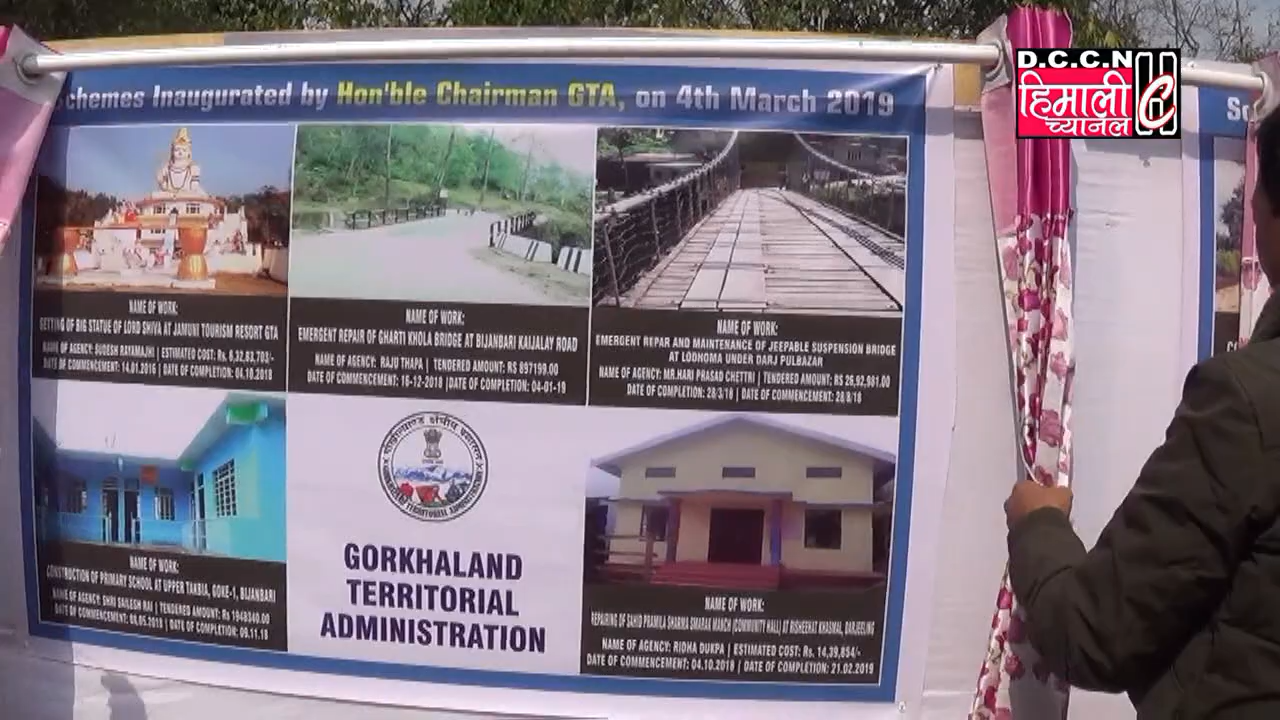 Schemes Inaugurated by Hon'ble Chairman GTA, on 4th March 2019
D.C.C.N
हिमाली
च्यानल
NAME OF WORK:
SETTING OF BIG STATUE OF LORD SHIVA AT JAMUNI TOURISM RESORT GTA
NAME OF AGENCY: SUDESH RAYAMAJHI | ESTIMATED COST: Rs. 8,32,83,703/-
DATE OF COMMENCEMENT: 14.01.2016 | DATE OF COMPLETION: 04.10.2018
NAME OF WORK:
EMERGENT REPAIR OF GHARTI KHOLA BRIDGE AT BIJANBARI KAIJALAY ROAD
NAME OF AGENCY: RAJU THAPA | TENDERED AMOUNT: RS 897199.00
DATE OF COMMENCEMENT: 16-12-2018 |DATE OF COMPLETION: 04-01-19
NAME OF WORK:
EMERGENT REPAR AND MAINTENANCE OF JEEPABLE SUSPENSION BRIDGE
AT LODHOMA UNDER DARJ PULBAZAR
NAME OF AGENCY: MR.HARI PRASAD CHETTRI | TENDERED AMOUNT: RS 26,92,981.00
DATE OF COMPLETION: 28/3/18 | DATE OF COMMENCEMENT: 28/8/18
NAME OF WORK:
CONSTRUCTION OF PRIMARY SCHOOL AT UPPER TAKBIA, GOKE-1, BIJANBARI
NAME OF AGENCY: SHRI SAILESH RAI | TENDERED AMOUNT: Rs 1948340.00
DATE OF COMMENCEMENT: 08.05.2018 | DATE OF COMPLETION: 09.11.18
GORKHALAND TERRITORIAL ADMINISTRATION
GORKHALAND
TERRITORIAL
ADMINISTRATION
NAME OF WORK:
REPAIRING OF SAHID PRAMILA SHARMA SMARAK MANCH (COMMUNITY HALL) AT RISHEEHAT KHASMAL, DARJEELING
NAME OF AGENCY: RIDHA DUKPA | ESTIMATED COST: Rs. 14,39,854/-
DATE OF COMMENCEMENT: 04.10.2018 | DATE OF COMPLETION: 21.02.2019